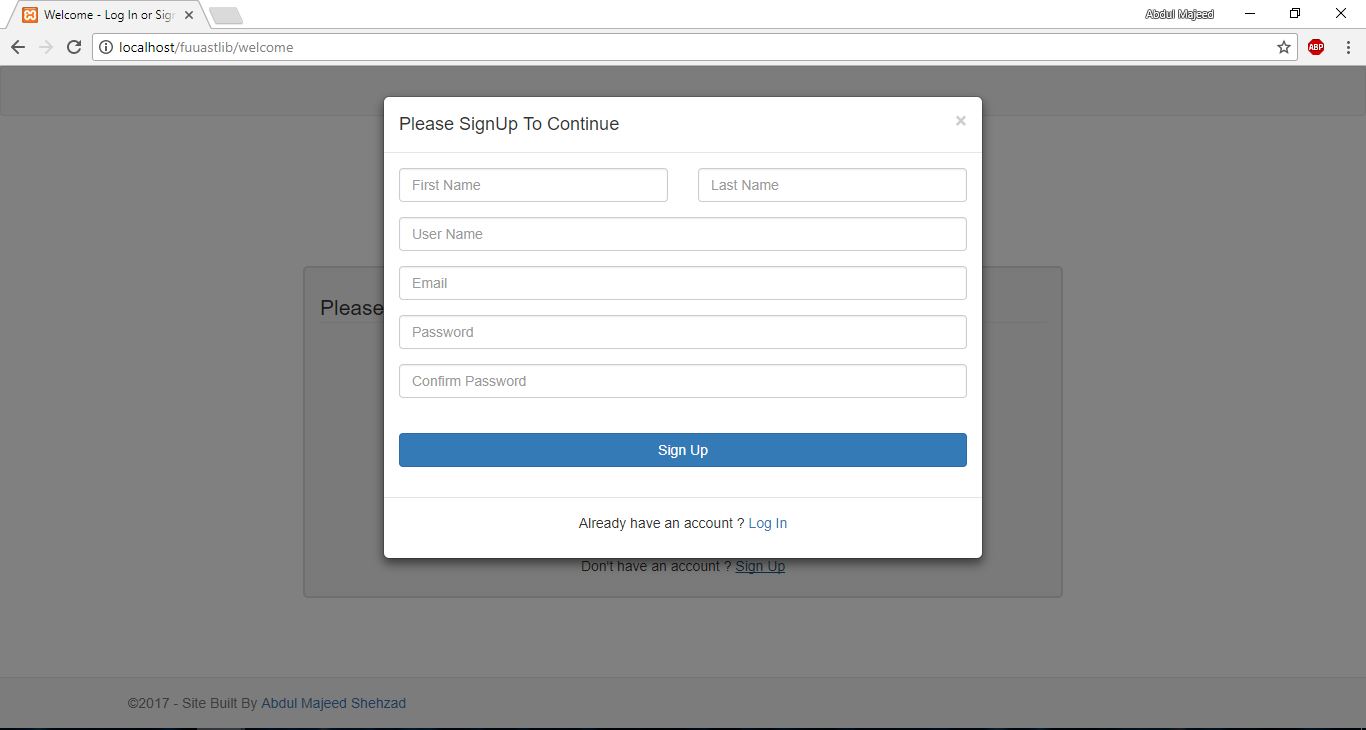 Welcome - Log In or Sign
Abdul Majeed
localhost/fuuastlib/welcome
ABP
Please SignUp To Continue
×
First Name
Last Name
User Name
Email
Please
Password
Confirm Password
Sign Up
Already have an account ? Log In
Don't have an account ? Sign Up
©2017 - Site Built By Abdul Majeed Shehzad